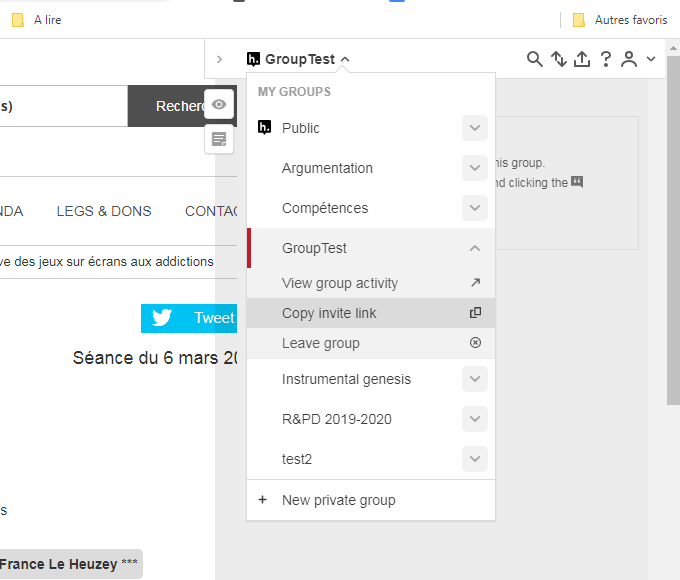 A lire
Autres favoris
h. GroupTest
MY GROUPS
s)
h. Public
his group.
Argumentation
nd clicking the
Compétences
NDA LEGS & DONS CONTAC
GroupTest
ve des jeux sur écrans aux addictions
View group activity
Tweet
Copy invite link
Leave group
Séance du 6 mars 20
Instrumental genesis
R&PD 2019-2020
test2
New private group
s
France Le Heuzey ***
Recherc